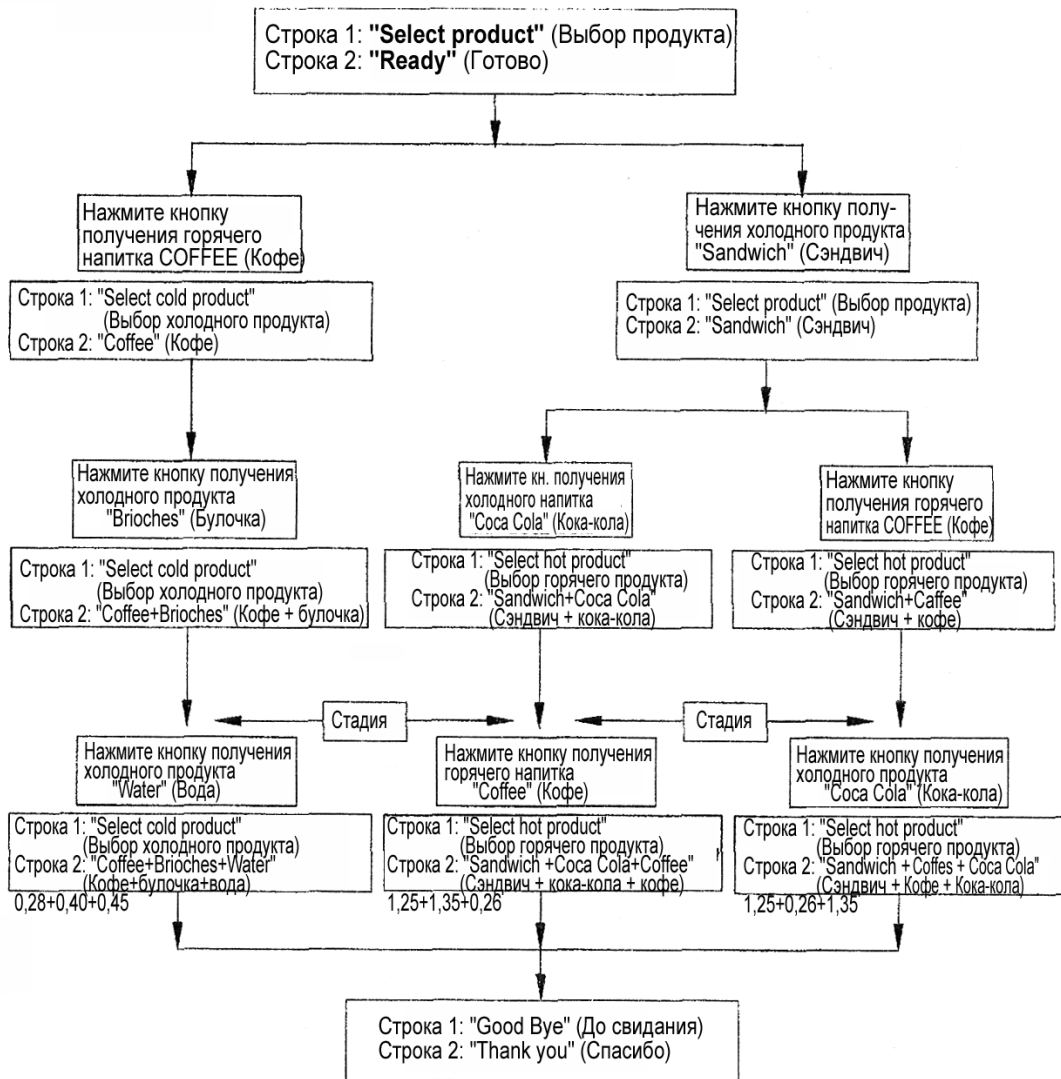 Строка 1: "Select product" (Выбор продукта)
Строка 2: "Ready" (Готово)
Нажмите кнопку
получения горячего
напитка COFFEE (Кофе)
Строка 1: "Select cold product"
(Выбор холодного продукта)
Строка 2: "Coffee" (Кофе)
Нажмите кнопку полу-
чения холодного продукта
"Sandwich" (Сэндвич)
Строка 1: "Select product" (Выбор продукта)
Строка 2: "Sandwich" (Сэндвич)
Нажмите кнопку получения
холодного продукта
"Brioches" (Булочка)
Строка 1: "Select cold product"
(Выбор холодного продукта)
Строка 2: "Coffee+Brioches" (Кофе + булочка)
Нажмите кн. получения
холодного напитка
"Coca Cola" (Кока-кола)
Строка 1: "Select hot product"
(Выбор горячего продукта)
Строка 2: "Sandwich+Coca Cola"
(Сэндвич + кока-кола)
Нажмите кнопку
получения горячего
напитка COFFEE (Кофе)
Строка 1: "Select hot product"
(Выбор горячего продукта)
Строка 2: "Sandwich+Caffee"
(Сэндвич + кофе)
Стадия
Стадия
Нажмите кнопку получения
холодного продукта
"Water" (Вода)
Строка 1: "Select cold product"
(Выбор холодного продукта)
Строка 2: "Coffee+Brioches+Water"
(Кофе+булочка+вода)
0,28+0,40+0,45
Нажмите кнопку получения
горячего напитка
"Coffee" (Кофе)
Строка 1: "Select hot product"
(Выбор горячего продукта)
Строка 2: "Sandwich +Coca Cola+Coffee"
(Сэндвич + кока-кола + кофе)
1,25+1,35+0,26
Нажмите кнопку получения
холодного продукта
"Coca Cola" (Кока-кола)
Строка 1: "Select hot product"
(Выбор горячего продукта)
Строка 2: "Sandwich + Coffes + Coca Cola"
(Сэндвич + Кофе + Кока-кола)
1,25+0,26+1,35
Строка 1: "Good Bye" (До свидания)
Строка 2: "Thank you" (Спасибо)